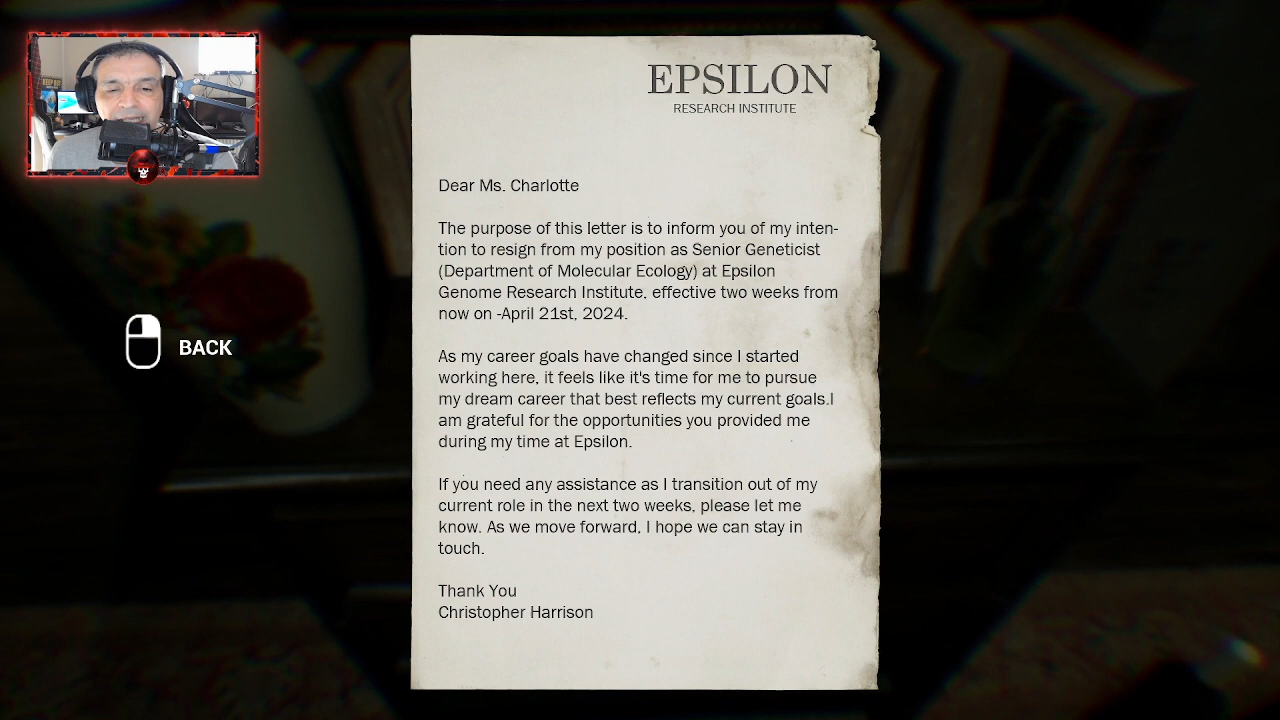 EPSILON
RESEARCH INSTITUTE
Dear Ms. Charlotte
The purpose of this letter is to inform you of my inten-
tion to resign from my position as Senior Geneticist
(Department of Molecular Ecology) at Epsilon
Genome Research Institute, effective two weeks from
now on -April 21st, 2024.
As my career goals have changed since I started
working here, it feels like it's time for me to pursue
my dream career that best reflects my current goals.I
am grateful for the opportunities you provided me
during my time at Epsilon.
If you need any assistance as I transition out of my
current role in the next two weeks, please let me
know. As we move forward, I hope we can stay in
touch.
Thank You
Christopher Harrison
BACK